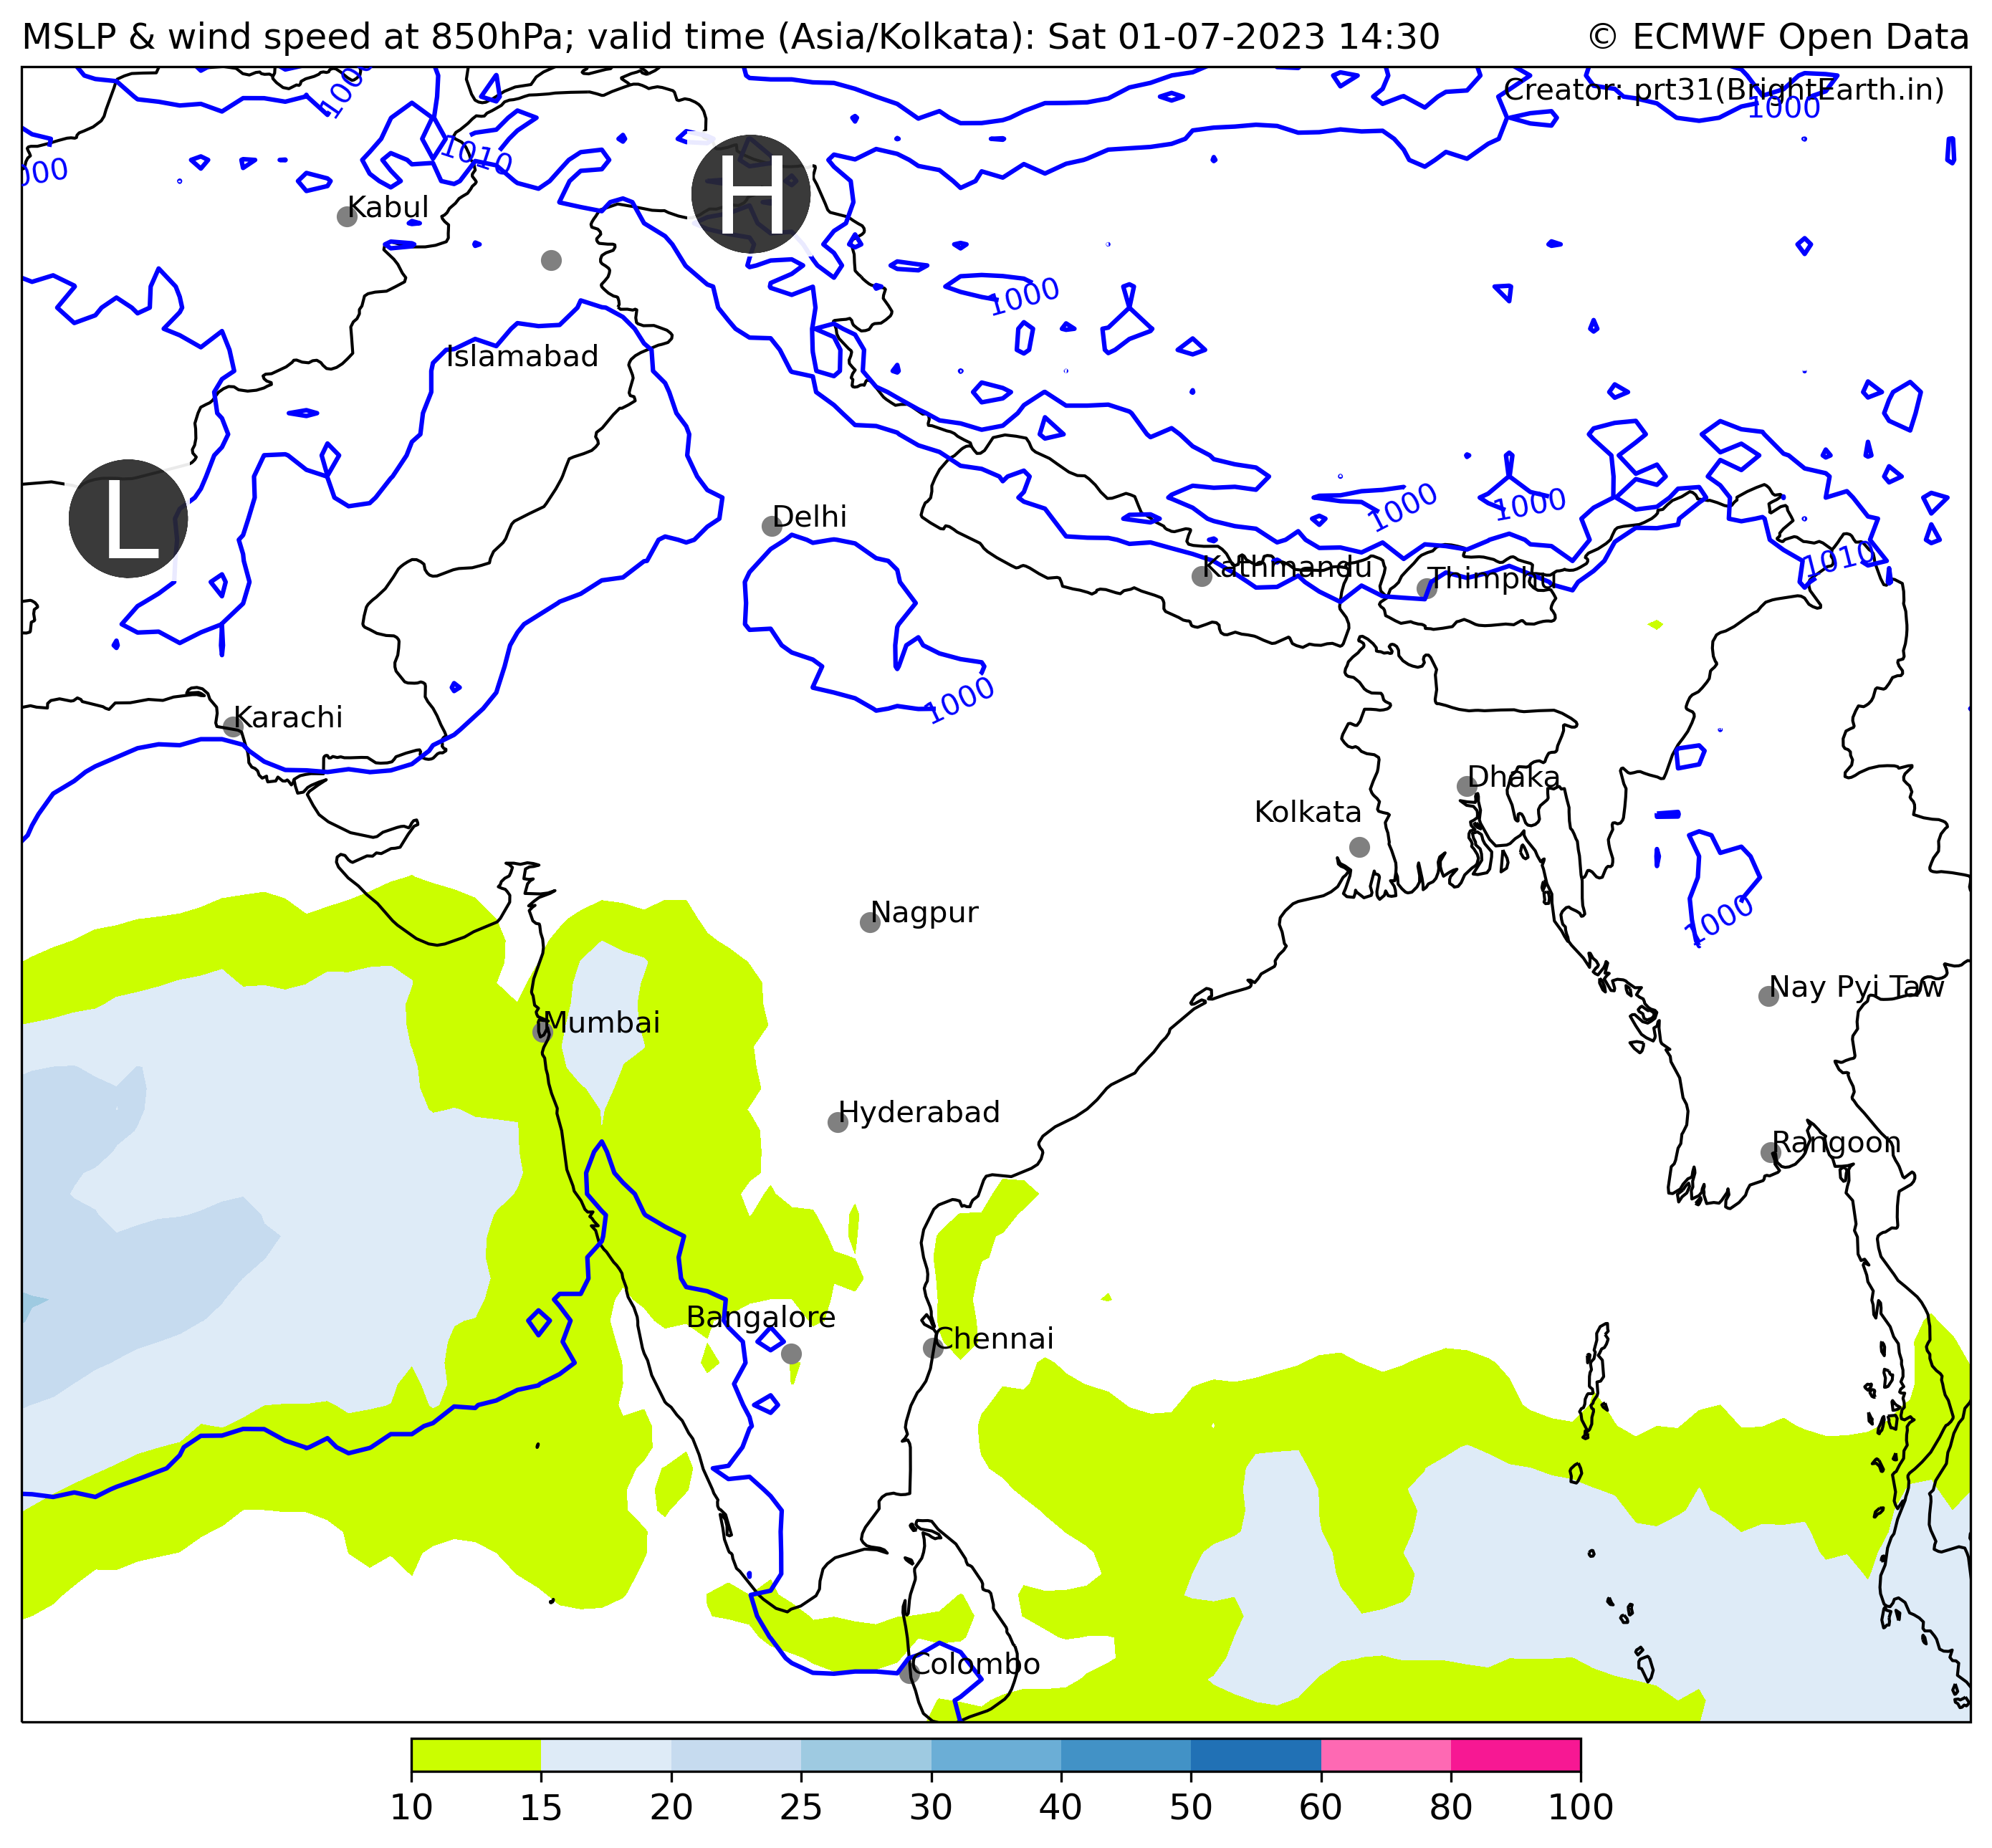 MSLP & wind speed at 850hPa; valid time (Asia/Kolkata): Sat 01-07-2023 14:30
© ECMWF Open Data
Creator: prt31(BrightEarth.in)
100
1000
1010
000
H
Kabul
1000
Islamabad
L
Delhi
1000
1000
Kathmandu
Thimphu
1010
1000
Karachi
Dhaka
Kolkata
Nagpur
1000
Nay Pyi Taw
Mumbai
Hyderabad
Rangoon
Bangalore
Chennai
Colombo
10 15 20 25 30 40 50 60 80 100